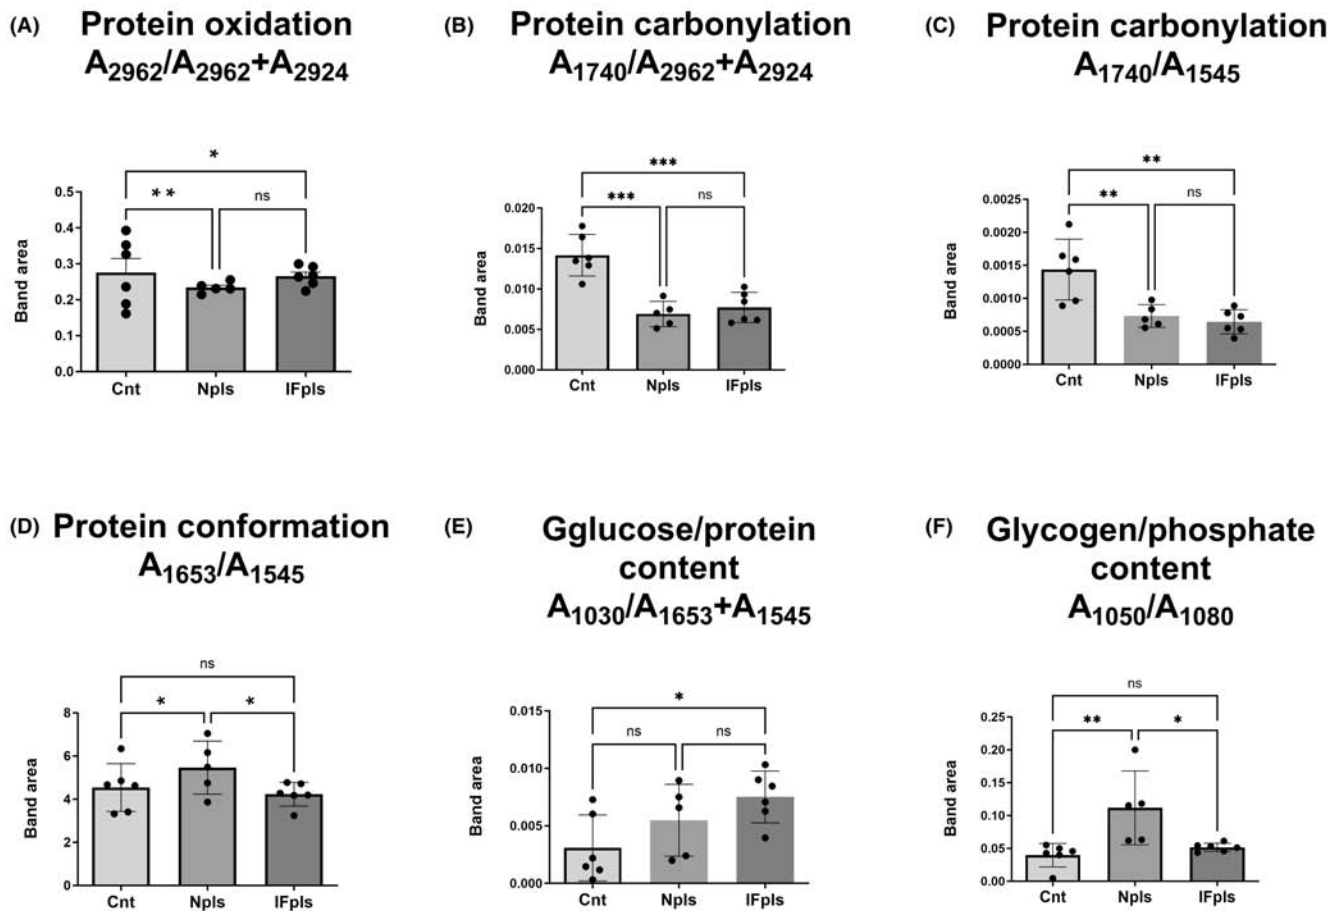 (A) Protein oxidation
A2962/A2962+A2924
*
**
ns
0.5
0.4
0.3
0.2
0.1
0.0
Band area
Cnt Npls IFpls
(B) Protein carbonylation
A1740/A2962+A2924
***
***
ns
0.020
0.015
0.010
0.005
0.000
Band area
Cnt Npls IFpls
(C) Protein carbonylation
A1740/A1545
**
**
ns
0.0025
0.0020
0.0015
0.0010
0.0005
0.0000
Band area
Cnt Npls IFpls
(D) Protein conformation
A1653/A1545
ns
*
*
8
6
4
2
0
Band area
Cnt Npls IFpls
(E) Gglucose/protein
content
A1030/A1653+A1545
*
ns
ns
0.015
0.010
0.005
0.000
Band area
Cnt Npls IFpls
(F) Glycogen/phosphate
content
A1050/A1080
ns
**
*
0.25
0.20
0.15
0.10
0.05
0.00
Band area
Cnt Npls IFpls